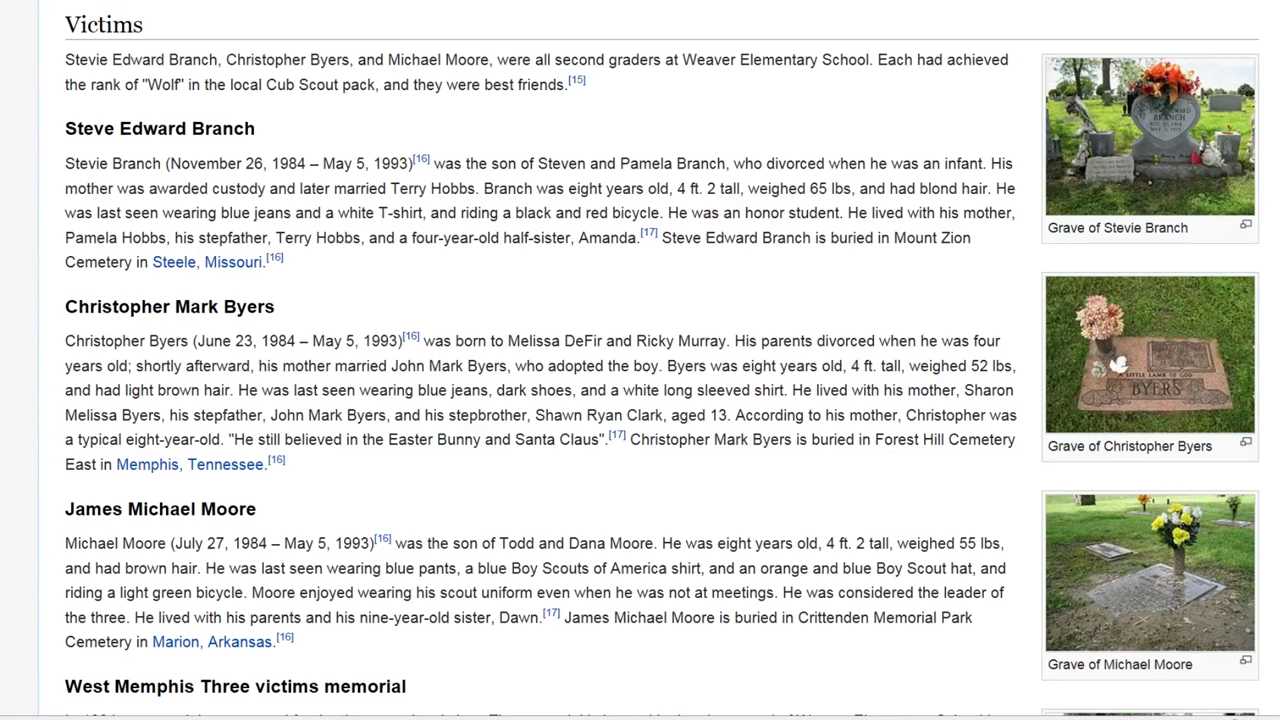 Victims
Stevie Edward Branch, Christopher Byers, and Michael Moore, were all second graders at Weaver Elementary School. Each had achieved
the rank of "Wolf" in the local Cub Scout pack, and they were best friends.[15]
Steve Edward Branch
Stevie Branch (November 26, 1984 – May 5, 1993)[16] was the son of Steven and Pamela Branch, who divorced when he was an infant. His
mother was awarded custody and later married Terry Hobbs. Branch was eight years old, 4 ft. 2 tall, weighed 65 lbs, and had blond hair. He
was last seen wearing blue jeans and a white T-shirt, and riding a black and red bicycle. He was an honor student. He lived with his mother,
Pamela Hobbs, his stepfather, Terry Hobbs, and a four-year-old half-sister, Amanda.[17] Steve Edward Branch is buried in Mount Zion
Cemetery in Steele, Missouri.[16]
Christopher Mark Byers
Christopher Byers (June 23, 1984 – May 5, 1993)[16] was born to Melissa DeFir and Ricky Murray. His parents divorced when he was four
years old; shortly afterward, his mother married John Mark Byers, who adopted the boy. Byers was eight years old, 4 ft. tall, weighed 52 lbs,
and had light brown hair. He was last seen wearing blue jeans, dark shoes, and a white long sleeved shirt. He lived with his mother, Sharon
Melissa Byers, his stepfather, John Mark Byers, and his stepbrother, Shawn Ryan Clark, aged 13. According to his mother, Christopher was
a typical eight-year-old. "He still believed in the Easter Bunny and Santa Claus".[17] Christopher Mark Byers is buried in Forest Hill Cemetery
East in Memphis, Tennessee.[16]
James Michael Moore
Michael Moore (July 27, 1984 – May 5, 1993)[16] was the son of Todd and Dana Moore. He was eight years old, 4 ft. 2 tall, weighed 55 lbs,
and had brown hair. He was last seen wearing blue pants, a blue Boy Scouts of America shirt, and an orange and blue Boy Scout hat, and
riding a light green bicycle. Moore enjoyed wearing his scout uniform even when he was not at meetings. He was considered the leader of
the three. He lived with his parents and his nine-year-old sister, Dawn.[17] James Michael Moore is buried in Crittenden Memorial Park
Cemetery in Marion, Arkansas.[16]
West Memphis Three victims memorial
BRANCH
Grave of Stevie Branch
A LITTLE LAMB OF GOD
BYERS
Grave of Christopher Byers
Grave of Michael Moore